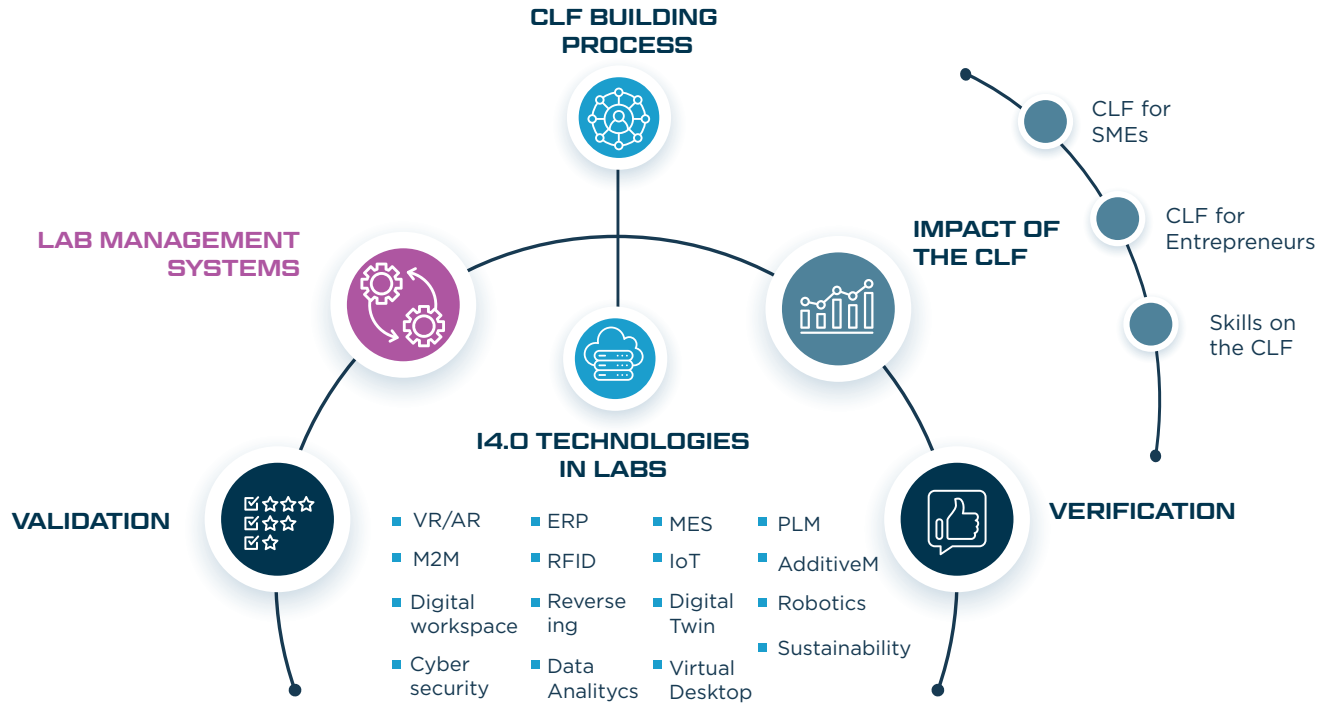 CLF BUILDING
PROCESS
CLF for
SMEs
CLF for
Entrepreneurs
Skills on
the CLF
LAB MANAGEMENT
SYSTEMS
IMPACT OF
THE CLF
I4.0 TECHNOLOGIES
IN LABS
VALIDATION
VERIFICATION
VR/AR
ERP
MES
PLM
M2M
RFID
IoT
AdditiveM
Digital
workspace
Reverse
ing
Digital
Twin
Robotics
Cyber
security
Data
Analitycs
Virtual
Desktop
Sustainability